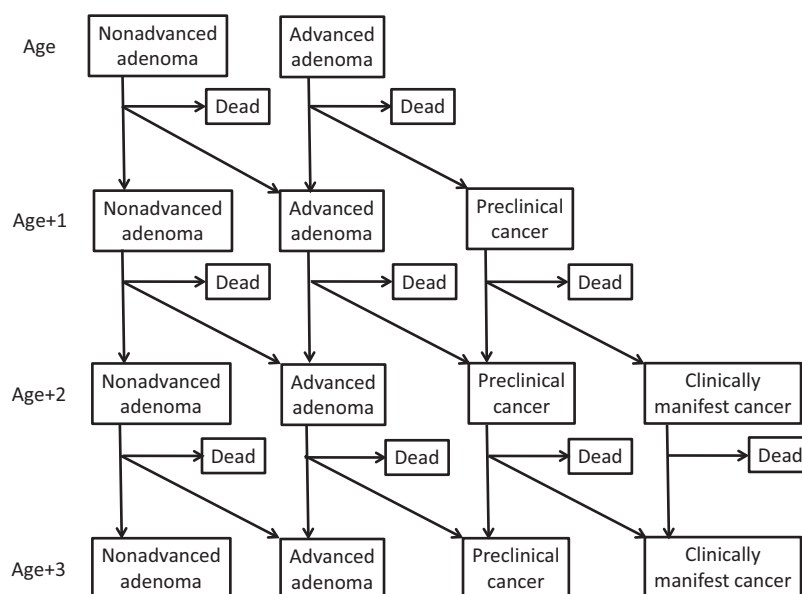 Age
Nonadvanced
adenoma
Advanced
adenoma
Dead
Dead
Age+1
Nonadvanced
adenoma
Advanced
adenoma
Preclinical
cancer
Dead
Dead
Dead
Age+2
Nonadvanced
adenoma
Advanced
adenoma
Preclinical
cancer
Clinically
manifest cancer
Dead
Dead
Dead
Dead
Age+3
Nonadvanced
adenoma
Advanced
adenoma
Preclinical
cancer
Clinically
manifest cancer